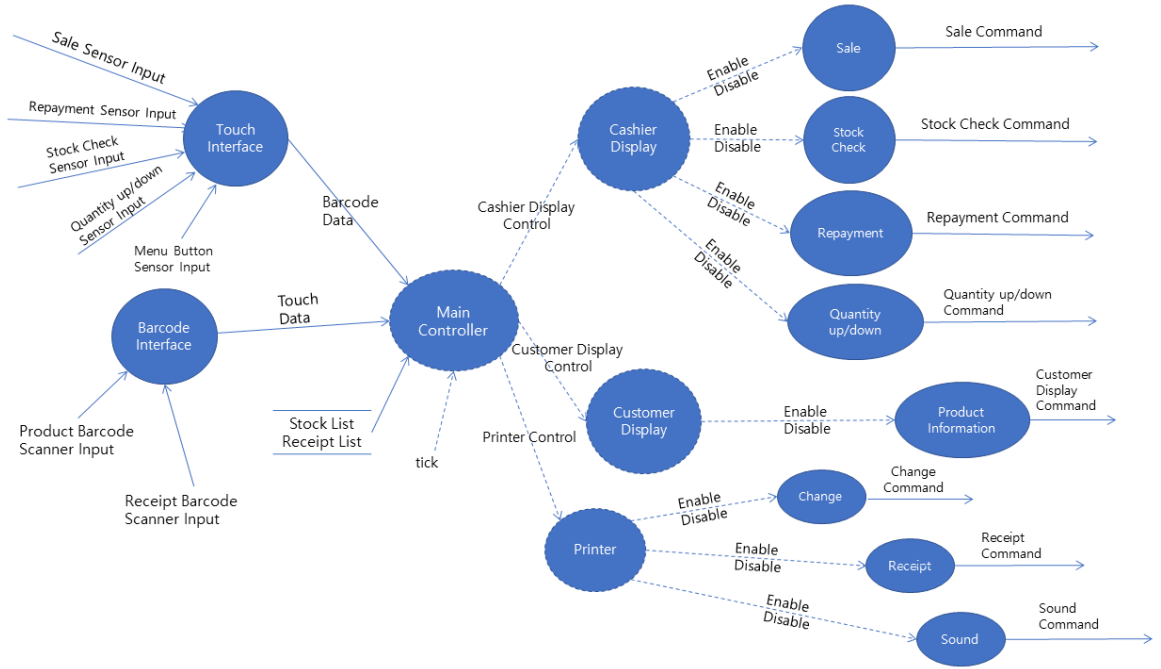 Sale Sensor Input
Repayment Sensor Input
Stock Check
Sensor Input
Quantity up/down
Sensor Input
Menu Button
Sensor Input
Touch
Interface
Barcode
Data
Barcode
Interface
Touch
Data
Product Barcode
Scanner Input
Receipt Barcode
Scanner Input
Stock List
Receipt List
tick
Main
Controller
Cashier Display
Control
Customer Display
Control
Printer Control
Cashier
Display
Enable
Disable
Sale
Sale Command
Enable
Disable
Stock
Check
Stock Check Command
Enable
Disable
Repayment
Repayment Command
Enable
Disable
Quantity
up/down
Quantity up/down
Command
Customer
Display
Enable
Disable
Product
Information
Customer
Display
Command
Printer
Enable
Disable
Change
Change
Command
Enable
Disable
Receipt
Receipt
Command
Enable
Disable
Sound
Sound
Command